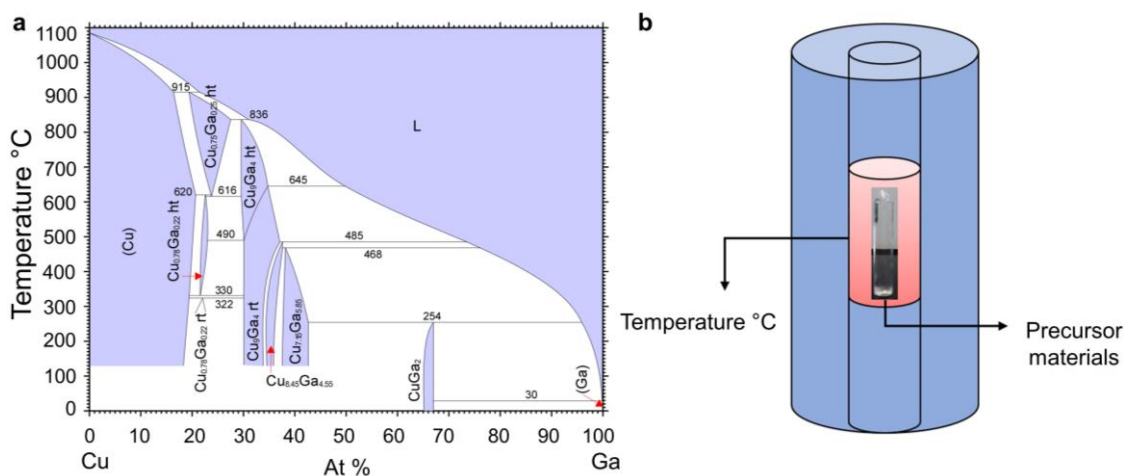 a
1100
1000
900
800
700
600
500
400
300
200
100
0
Temperature °C
0 10 20 30 40 50 60 70 80 90 100
Cu
At %
Ga
915
836
L
Cu0.75Ga0.25 ht
Cu9Ga4 ht
645
620
616
(Cu)
Cu0.78Ga0.22 ht
490
485
468
330
322
254
Cu0.78Ga0.22 rt
Cu9Ga4 rt
Cu7.15Ga5.85
Cu8.45Ga4.55
CuGa2
(Ga)
30
b
Temperature °C
Precursor
materials